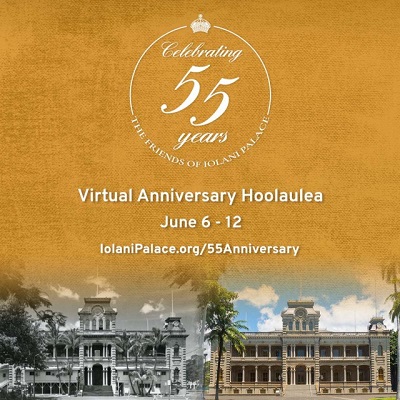 Celebrating
55
years
THE FRIENDS OF IOLANI PALACE
Virtual Anniversary Hoolaulea
June 6 - 12
IolaniPalace.org/55Anniversary